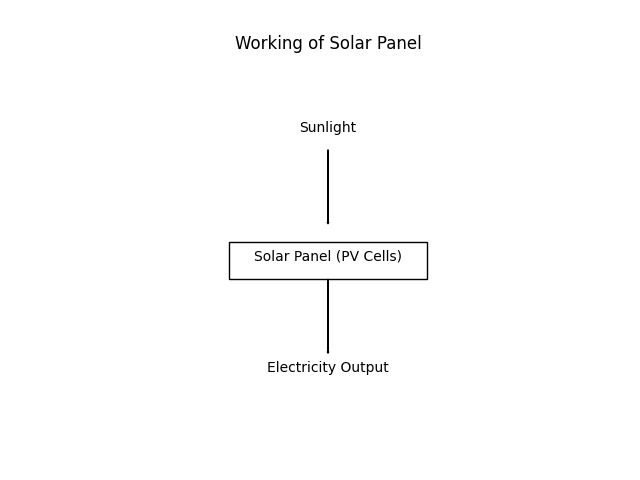 Working of Solar Panel
Sunlight
Solar Panel (PV Cells)
Electricity Output